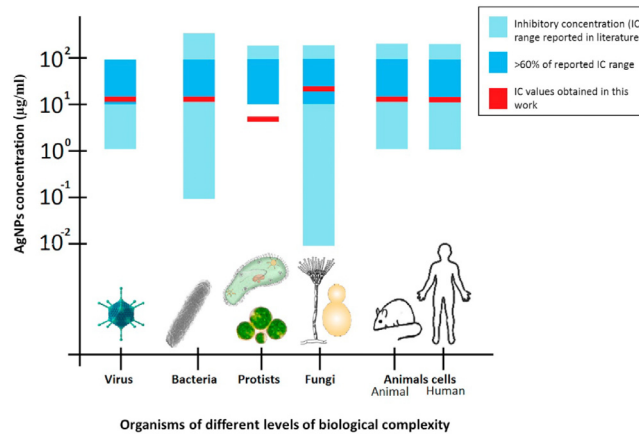 Inhibitory concentration (IC
range reported in literature
>60% of reported IC range
IC values obtained in this
work
AgNPs concentration (µg/ml)
10²
10¹
10⁰
10⁻¹
10⁻²
Virus
Bacteria
Protists
Fungi
Animals cells
Animal
Human
Organisms of different levels of biological complexity